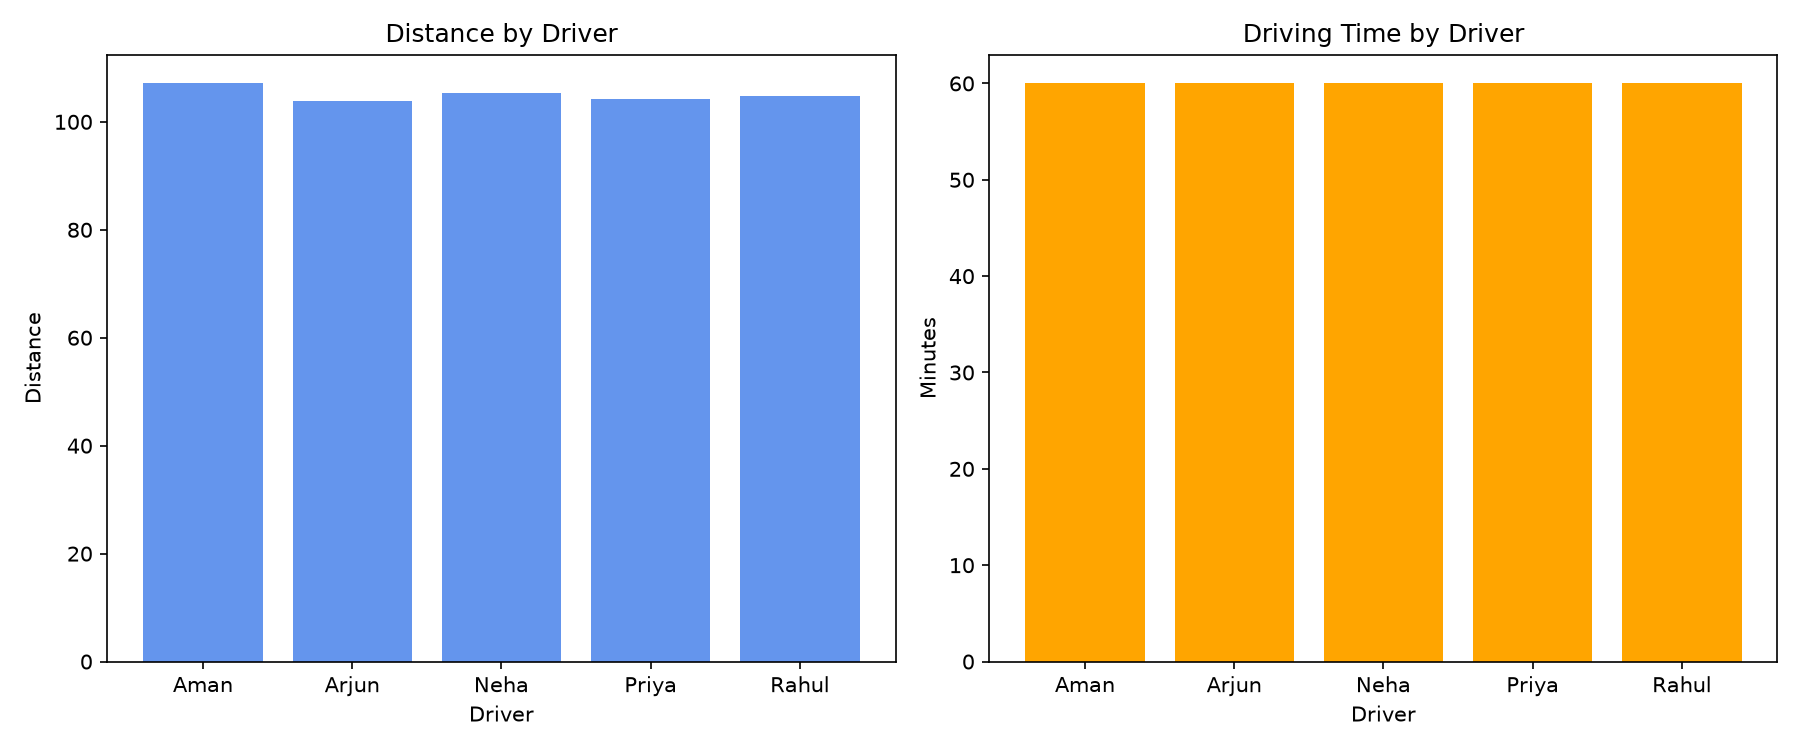 Distance by Driver
Distance
100
80
60
40
20
0
Aman Arjun Neha Priya Rahul
Driver
Driving Time by Driver
Minutes
60
50
40
30
20
10
0
Aman Arjun Neha Priya Rahul
Driver